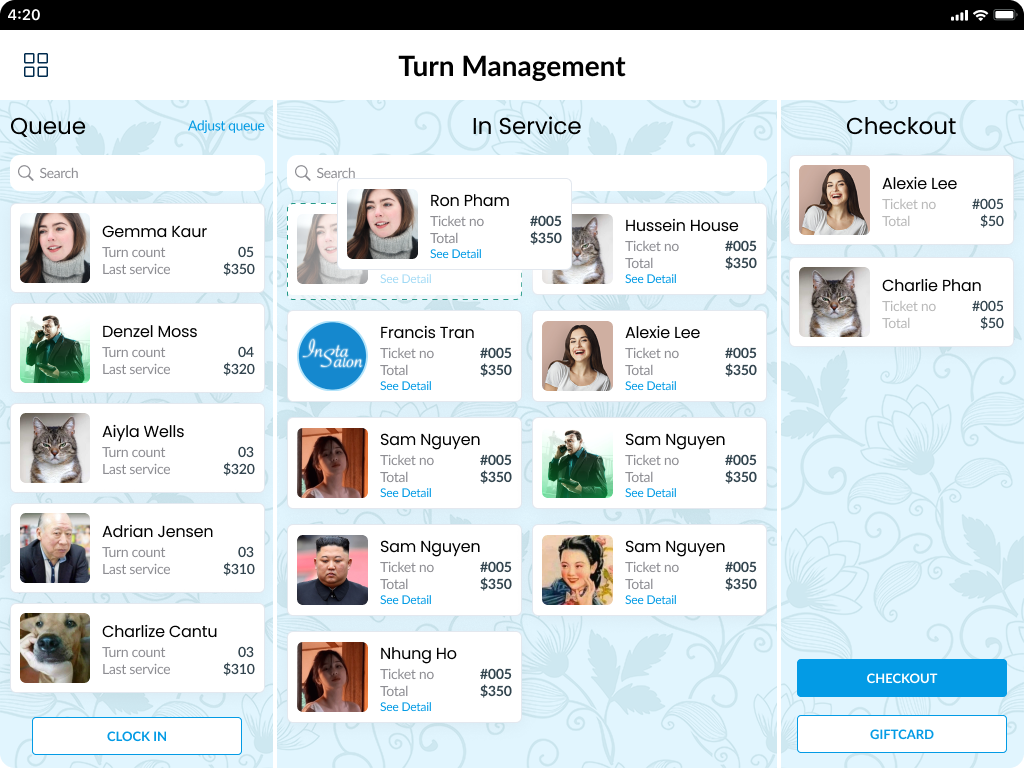 4:20
Turn Management
Queue
Adjust queue
Search
Gemma Kaur
Turn count 05
Last service $350
Denzel Moss
Turn count 04
Last service $320
Aiyla Wells
Turn count 03
Last service $320
Adrian Jensen
Turn count 03
Last service $310
Charlize Cantu
Turn count 03
Last service $310
CLOCK IN
In Service
Search
Ron Pham
Ticket no #005
Total $350
See Detail
See Detail
Hussein House
Ticket no #005
Total $350
See Detail
Insta
Salon
Francis Tran
Ticket no #005
Total $350
See Detail
Alexie Lee
Ticket no #005
Total $350
See Detail
Sam Nguyen
Ticket no #005
Total $350
See Detail
Sam Nguyen
Ticket no #005
Total $350
See Detail
Sam Nguyen
Ticket no #005
Total $350
See Detail
Sam Nguyen
Ticket no #005
Total $350
See Detail
Nhung Ho
Ticket no #005
Total $350
See Detail
Checkout
Alexie Lee
Ticket no #005
Total $50
Charlie Phan
Ticket no #005
Total $50
CHECKOUT
GIFTCARD